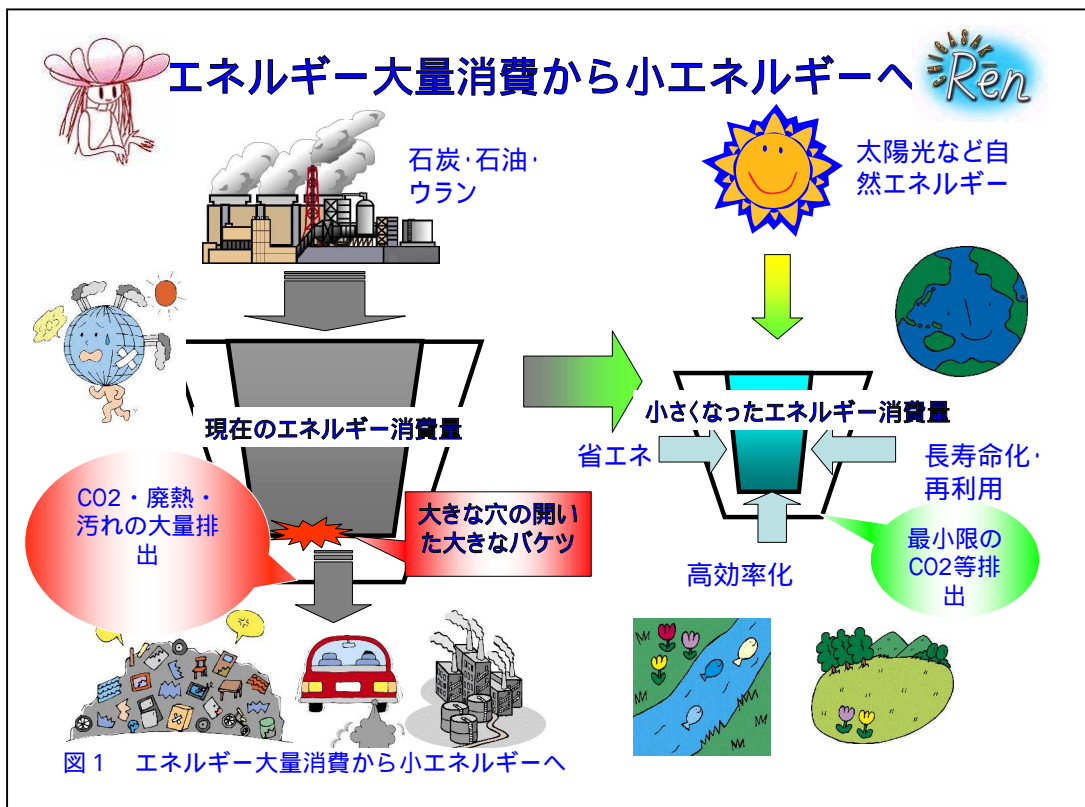 エネルギー大量消費から小エネルギーへ
CHIGASAKI
Ren
石炭・石油・
ウラン
太陽光など自
然エネルギー
CO2
現在のエネルギー消費量
小さくなったエネルギー消費量
省エネ
長寿命化・
再利用
CO2・廃熱・
汚れの大量排
出
大きな穴の開い
た大きなバケツ
高効率化
最小限の
CO2等排
出
図1 エネルギー大量消費から小エネルギーへ